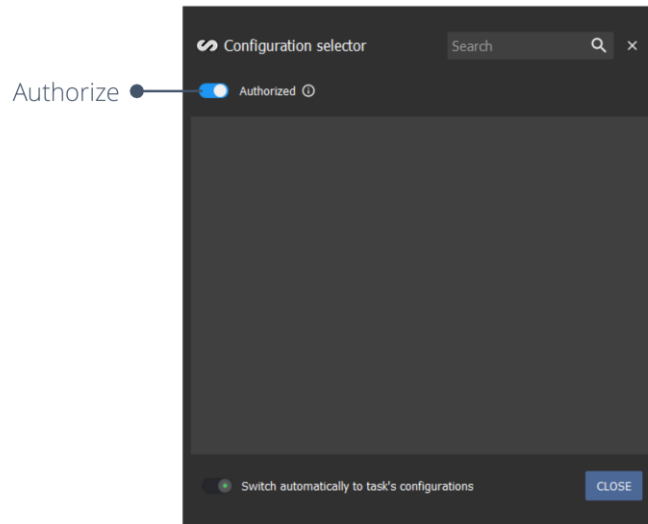 Configuration selector
Search
Authorize
Authorized
Switch automatically to task's configurations
CLOSE